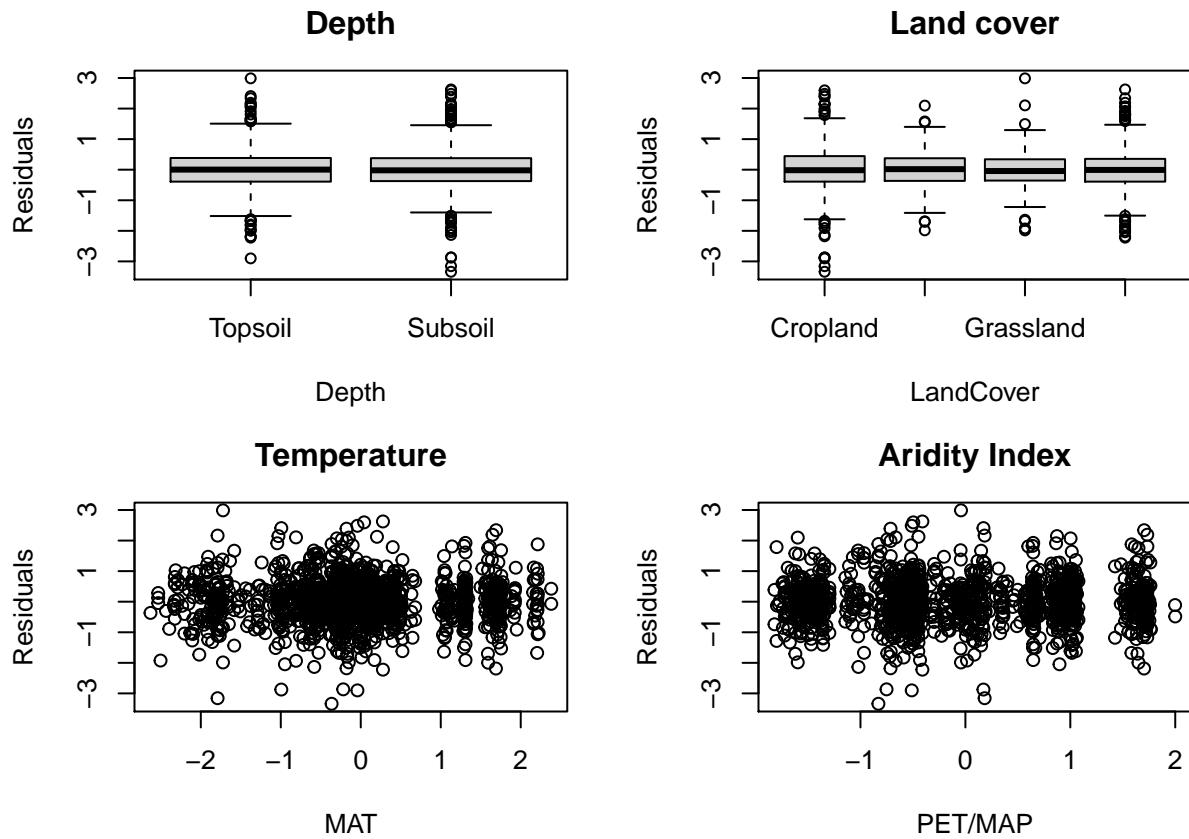 Depth
Residuals
3
1
−1
−3
Topsoil Subsoil
Depth
Land cover
Residuals
3
1
−1
−3
Cropland Grassland
LandCover
Temperature
Residuals
3
1
−1
−3
−2 −1 0 1 2
MAT
Aridity Index
Residuals
3
1
−1
−3
−1 0 1 2
PET/MAP